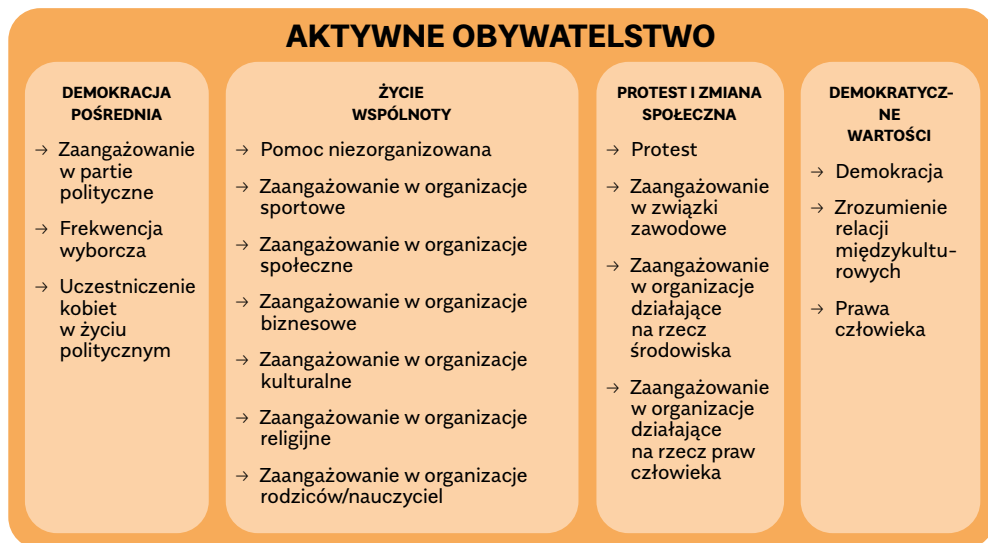 AKTYWNE OBYWATELSTWO
DEMOKRACJA
POŚREDNIA
→ Zaangażowanie
w partie
polityczne
→ Frekwencja
wyborcza
→ Uczestniczenie
kobiet
w życiu
politycznym
ŻYCIE
WSPÓLNOTY
→ Pomoc niezorganizowana
→ Zaangażowanie w organizacje
sportowe
→ Zaangażowanie w organizacje
społeczne
→ Zaangażowanie w organizacje
biznesowe
→ Zaangażowanie w organizacje
kulturalne
→ Zaangażowanie w organizacje
religijne
→ Zaangażowanie w organizacje
rodziców/nauczyciel
PROTEST I ZMIANA
SPOŁECZNA
→ Protest
→ Zaangażowanie
w związki
zawodowe
→ Zaangażowanie
w organizacje
działające
na rzecz
środowiska
→ Zaangażowanie
w organizacje
działające
na rzecz praw
człowieka
DEMOKRATYCZ-
NE
WARTOŚCI
→ Demokracja
→ Zrozumienie
relacji
międzykultu-
rowych
→ Prawa
człowieka